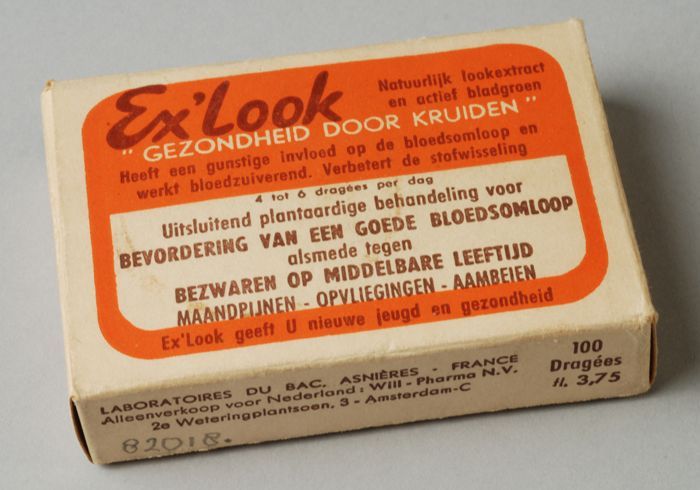 Ex'Look
Natuurlijk lookextract
en actief bladgroen
"GEZONDHEID DOOR KRUIDEN"
Heeft een gunstige invloed op de bloedsomloop en
werkt bloedzuiverend. Verbetert de stofwisseling
4 tot 6 dragées per dag
Uitsluitend plantaardige behandeling voor
BEVORDERING VAN EEN GOEDE BLOEDSOMLOOP
alsmede tegen
BEZWAREN OP MIDDELBARE LEEFTIJD
MAANDPIJNEN - OPVLIEGINGEN - AAMBEIEN
Ex'Look geeft U nieuwe jeugd en gezondheid
LABORATOIRES DU BAC, ASNIÈRES - FRANCE
Alleenverkoop voor Nederland: Will-Pharma N.V.
2e Weteringplantsoen, 3 - Amsterdam-C
100
Dragées
fl. 3,75
82018.